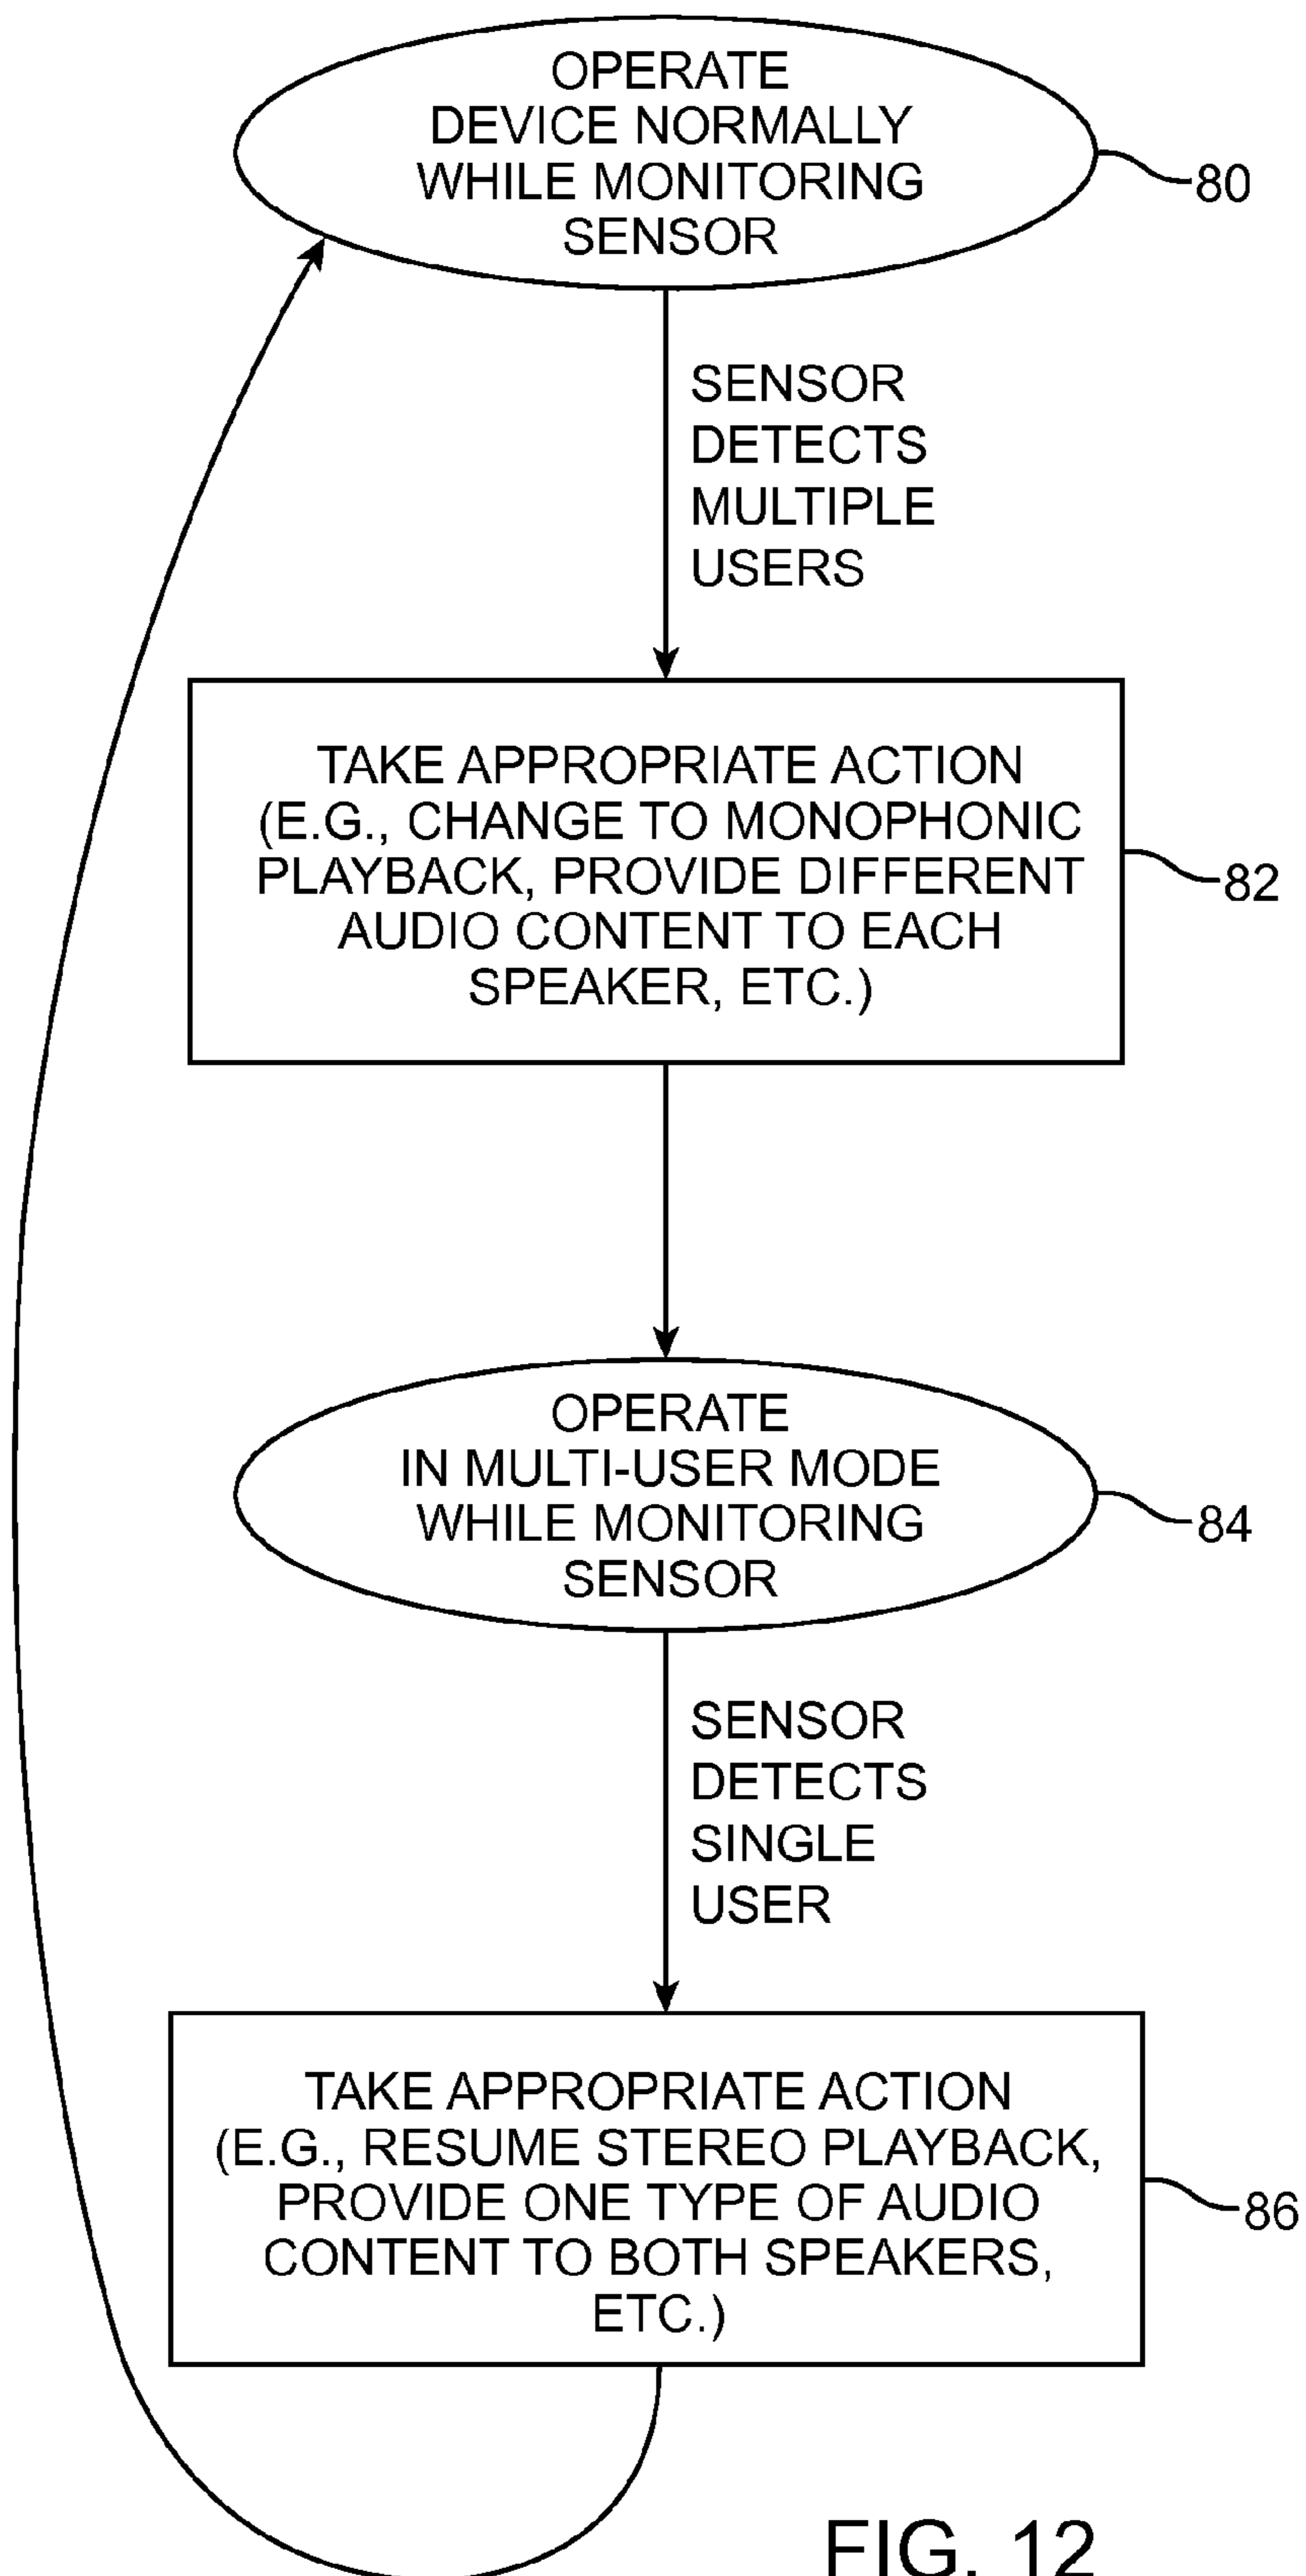 OPERATE
DEVICE NORMALLY
WHILE MONITORING
SENSOR
80
SENSOR
DETECTS
MULTIPLE
USERS
TAKE APPROPRIATE ACTION
(E.G., CHANGE TO MONOPHONIC
PLAYBACK, PROVIDE DIFFERENT
AUDIO CONTENT TO EACH
SPEAKER, ETC.)
82
OPERATE
IN MULTI-USER MODE
WHILE MONITORING
SENSOR
84
SENSOR
DETECTS
SINGLE
USER
TAKE APPROPRIATE ACTION
(E.G., RESUME STEREO PLAYBACK,
PROVIDE ONE TYPE OF AUDIO
CONTENT TO BOTH SPEAKERS,
ETC.)
86
FIG. 12